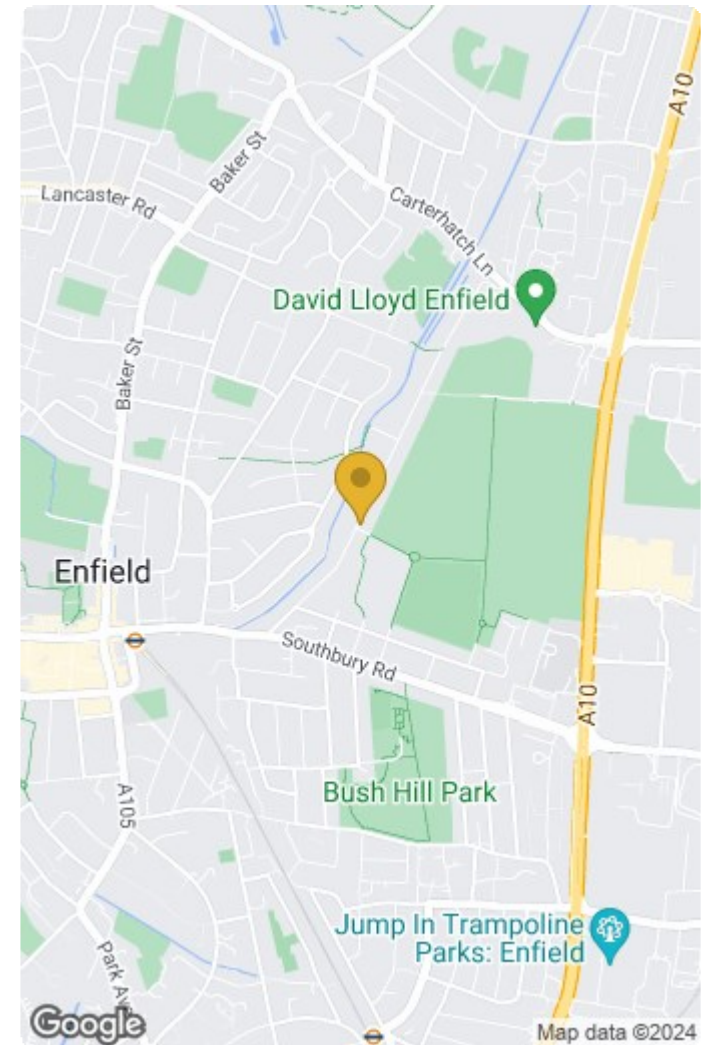 A10
Baker St
Lancaster Rd
Carterhatch Ln
David Lloyd Enfield
Baker St
Enfield
Southbury Rd
A10
A105
Bush Hill Park
Jump In Trampoline
Parks: Enfield
Park Av
Google
Map data ©2024